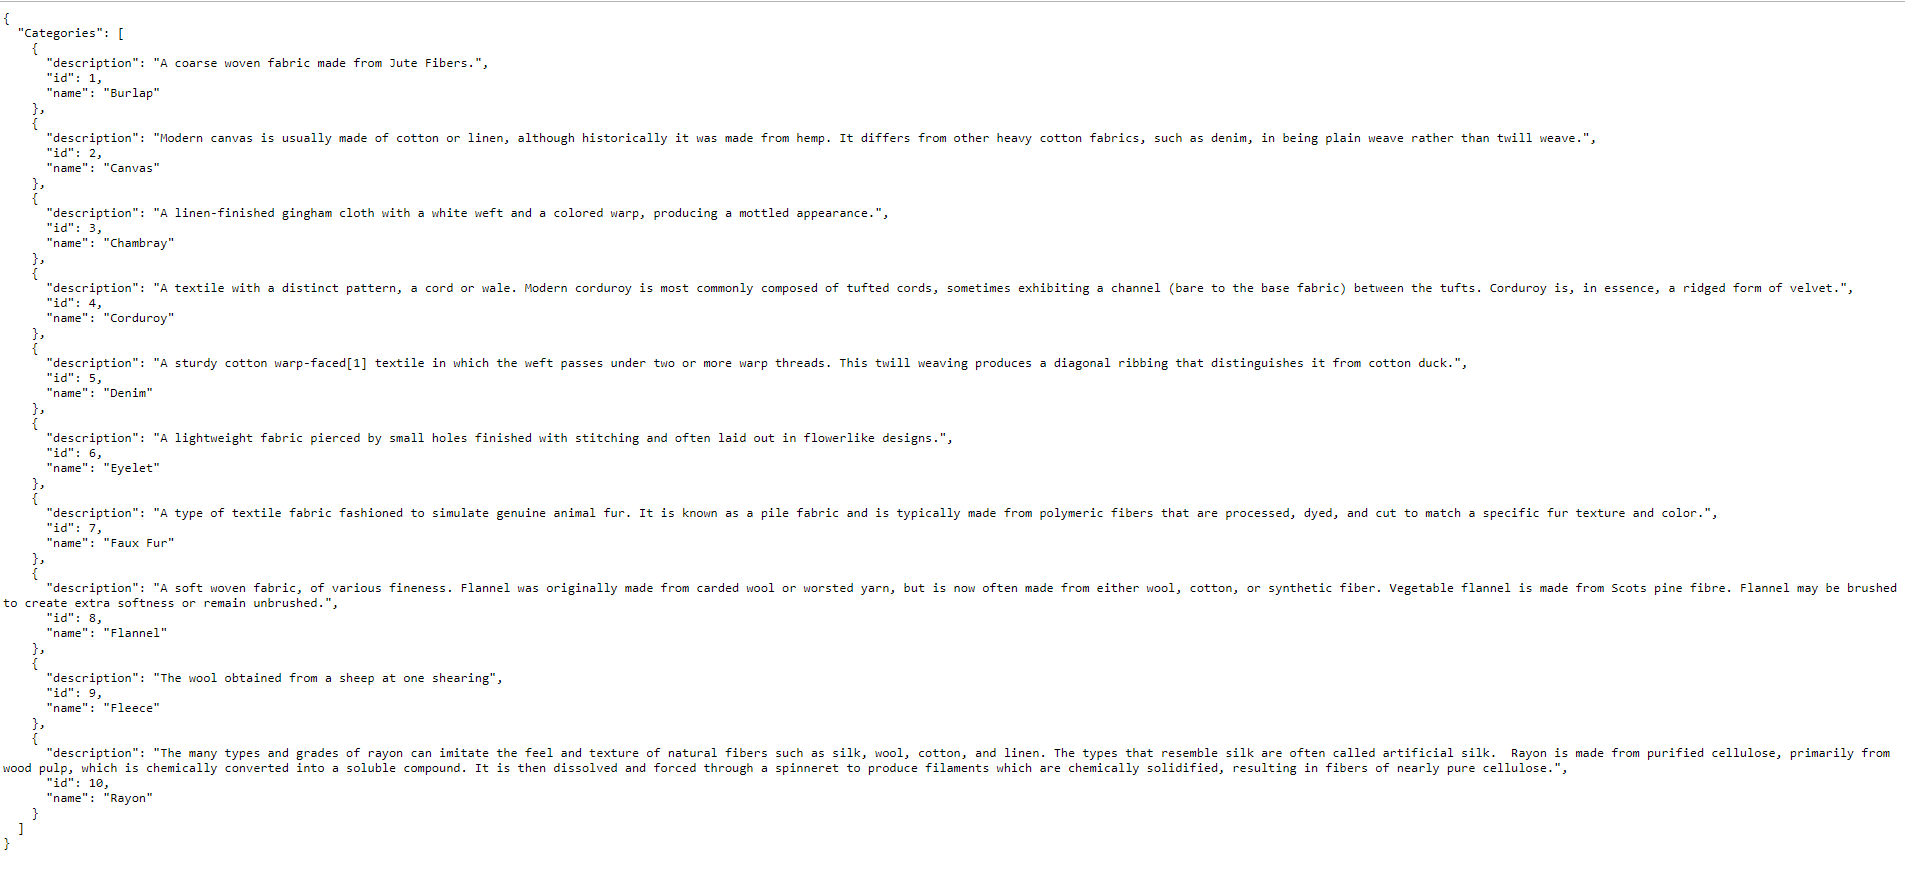 {
  "Categories": [
    {
      "description": "A coarse woven fabric made from Jute Fibers.",
      "id": 1,
      "name": "Burlap"
    },
    {
      "description": "Modern canvas is usually made of cotton or linen, although historically it was made from hemp. It differs from other heavy cotton fabrics, such as denim, in being plain weave rather than twill weave.",
      "id": 2,
      "name": "Canvas"
    },
    {
      "description": "A linen-finished gingham cloth with a white weft and a colored warp, producing a mottled appearance.",
      "id": 3,
      "name": "Chambray"
    },
    {
      "description": "A textile with a distinct pattern, a cord or wale. Modern corduroy is most commonly composed of tufted cords, sometimes exhibiting a channel (bare to the base fabric) between the tufts. Corduroy is, in essence, a ridged form of velvet.",
      "id": 4,
      "name": "Corduroy"
    },
    {
      "description": "A sturdy cotton warp-faced[1] textile in which the weft passes under two or more warp threads. This twill weaving produces a diagonal ribbing that distinguishes it from cotton duck.",
      "id": 5,
      "name": "Denim"
    },
    {
      "description": "A lightweight fabric pierced by small holes finished with stitching and often laid out in flowerlike designs.",
      "id": 6,
      "name": "Eyelet"
    },
    {
      "description": "A type of textile fabric fashioned to simulate genuine animal fur. It is known as a pile fabric and is typically made from polymeric fibers that are processed, dyed, and cut to match a specific fur texture and color.",
      "id": 7,
      "name": "Faux Fur"
    },
    {
      "description": "A soft woven fabric, of various fineness. Flannel was originally made from carded wool or worsted yarn, but is now often made from either wool, cotton, or synthetic fiber. Vegetable flannel is made from Scots pine fibre. Flannel may be brushed
to create extra softness or remain unbrushed.",
      "id": 8,
      "name": "Flannel"
    },
    {
      "description": "The wool obtained from a sheep at one shearing",
      "id": 9,
      "name": "Fleece"
    },
    {
      "description": "The many types and grades of rayon can imitate the feel and texture of natural fibers such as silk, wool, cotton, and linen. The types that resemble silk are often called artificial silk.  Rayon is made from purified cellulose, primarily from
wood pulp, which is chemically converted into a soluble compound. It is then dissolved and forced through a spinneret to produce filaments which are chemically solidified, resulting in fibers of nearly pure cellulose.",
      "id": 10,
      "name": "Rayon"
    }
  ]
}